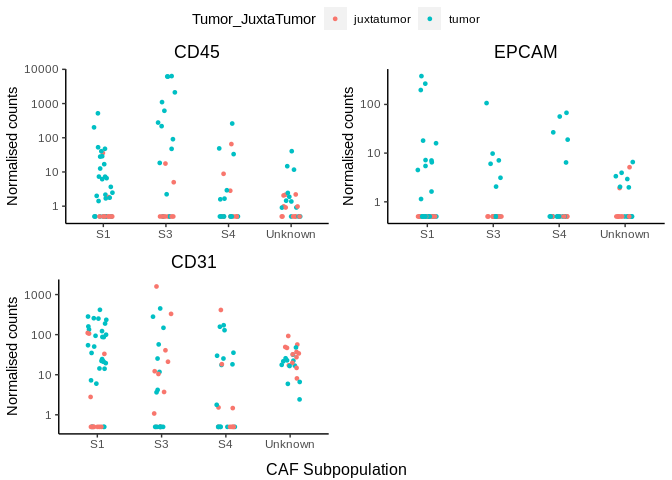 Tumor_JuxtaTumor juxtatumor tumor
CD45
Normalised counts
10000
1000
100
10
1
S1 S3 S4 Unknown
EPCAM
Normalised counts
100
10
1
S1 S3 S4 Unknown
CD31
Normalised counts
1000
100
10
1
S1 S3 S4 Unknown
CAF Subpopulation